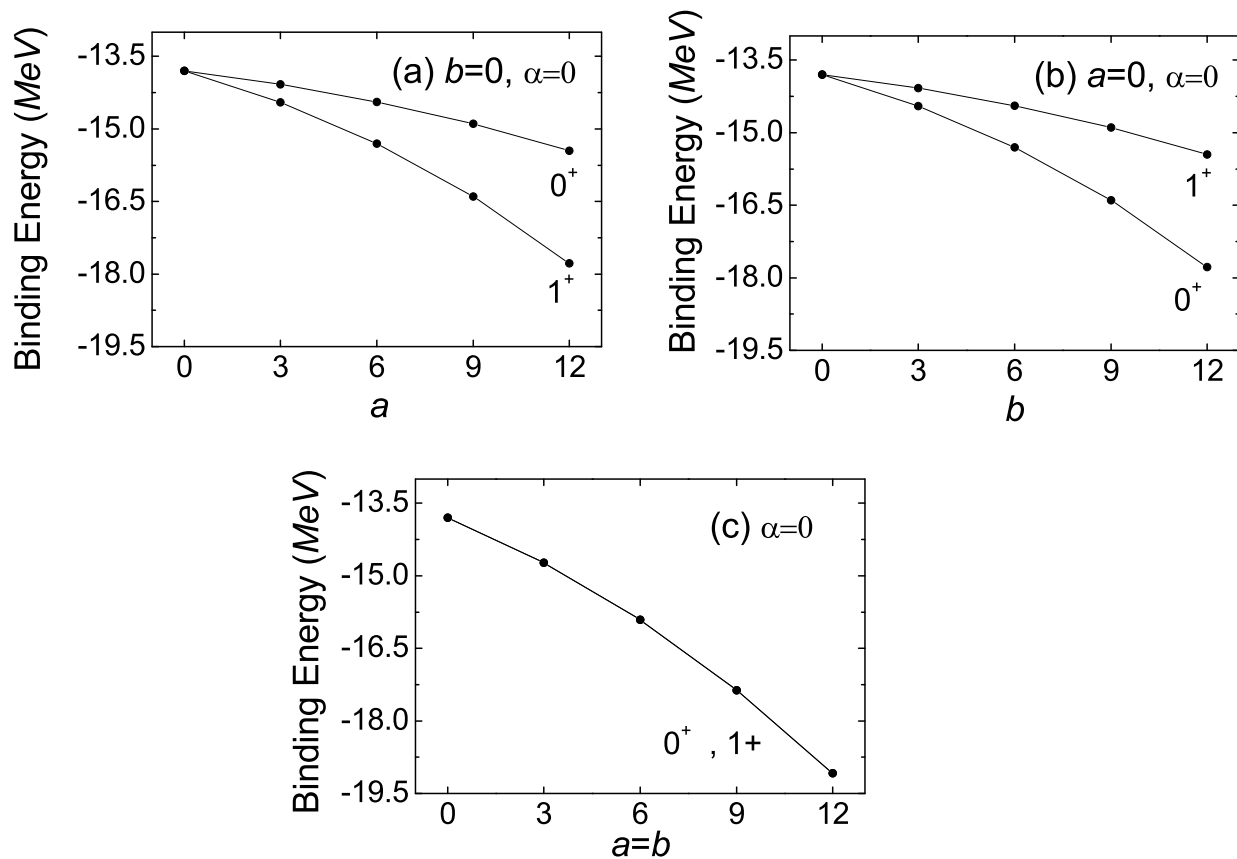 Binding Energy (MeV)
-13.5
-15.0
-16.5
-18.0
-19.5
(a) b=0, α=0
0⁺
1⁺
0 3 6 9 12
a
Binding Energy (MeV)
-13.5
-15.0
-16.5
-18.0
-19.5
(b) a=0, α=0
1⁺
0⁺
0 3 6 9 12
b
Binding Energy (MeV)
-13.5
-15.0
-16.5
-18.0
-19.5
(c) α=0
0⁺ , 1+
0 3 6 9 12
a=b